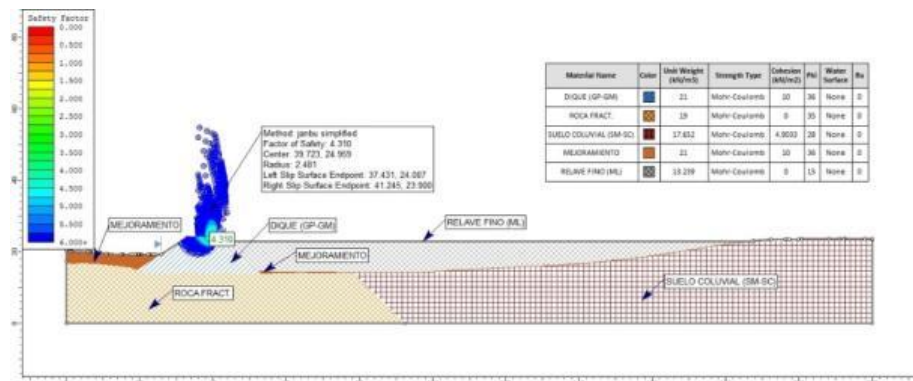 Safety Factor
0.000
0.500
1.000
1.500
2.000
2.500
3.000
3.500
4.000
4.500
5.000
5.500
6.000+
Method: janbu simplified
Factor of Safety: 4.310
Center: 39.723, 24.969
Radius: 2.481
Left Slip Surface Endpoint: 37.431, 24.007
Right Slip Surface Endpoint: 41.245, 23.900
Material Name Color Unit Weight (kN/m3) Strength Type Cohesion (kN/m2) Phi Water Surface Ru
DIQUE (GP-GM) 21 Mohr-Coulomb 10 36 None 0
ROCA FRACT. 19 Mohr-Coulomb 0 35 None 0
SUELO COLUVIAL (SM-SC) 17.652 Mohr-Coulomb 4.9033 28 None 0
MEJORAMIENTO 21 Mohr-Coulomb 10 36 None 0
RELAVE FINO (ML) 13.239 Mohr-Coulomb 0 15 None 0
MEJORAMIENTO
DIQUE (GP-GM)
RELAVE FINO (ML)
4.310
MEJORAMIENTO
ROCA FRACT.
SUELO COLUVIAL (SM-SC)